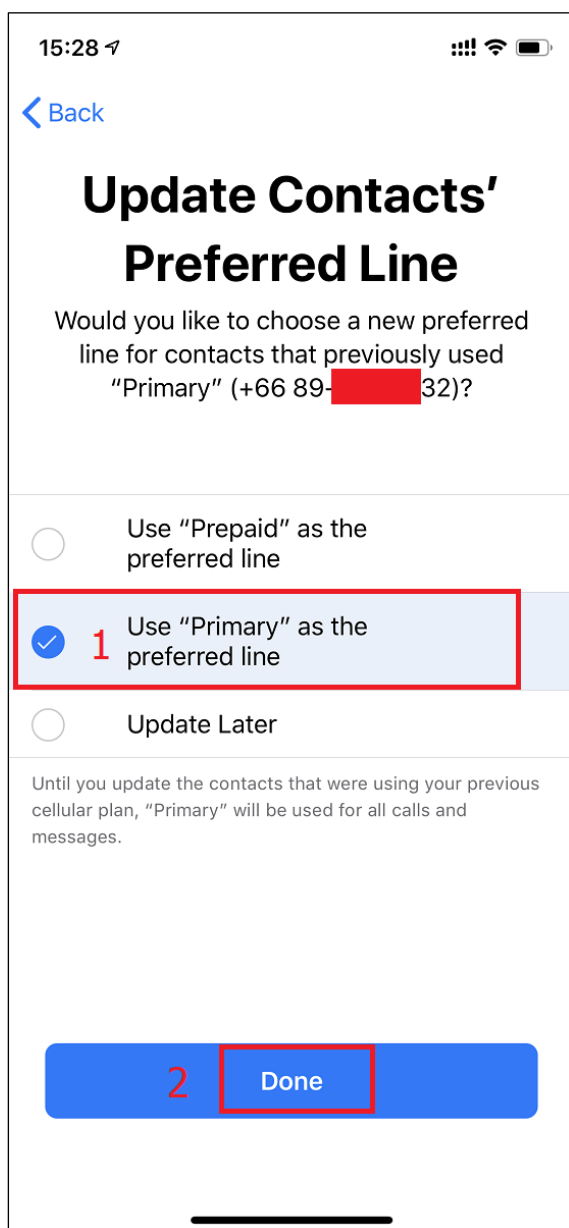 15:28
Back
Update Contacts’
Preferred Line
Would you like to choose a new preferred
line for contacts that previously used
“Primary” (+66 89- 32)?
Use “Prepaid” as the
preferred line
1 Use “Primary” as the
preferred line
Update Later
Until you update the contacts that were using your previous
cellular plan, “Primary” will be used for all calls and
messages.
2 Done